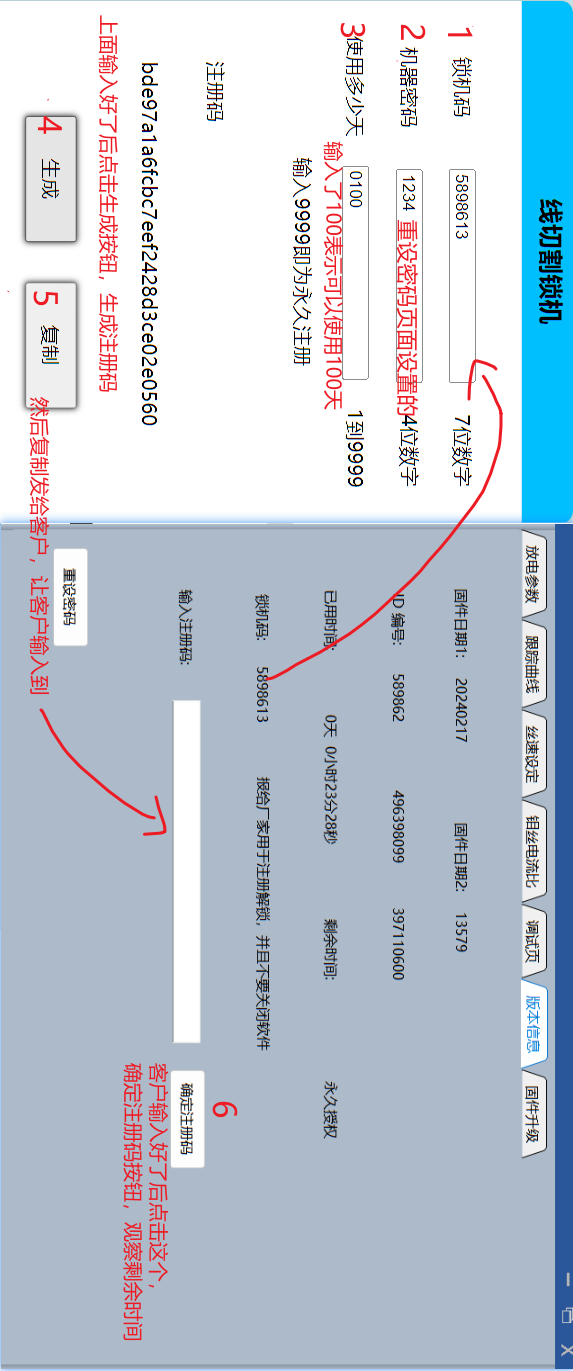 线切割锁机
1 锁机码 5898613 7位数字
2 机器密码 1234 重设密码页面设置的4位数字
3 使用多少天 0100 1到9999
输入了100表示可以使用100天
输入9999即为永久注册
注册码
bde97a1a6fcbc7eef2428d3ce02e0560
上面输入好了后点击生成按钮，生成注册码
4 生成 5 复制
然后复制发给客户，让客户输入到
放电参数 跟踪曲线 丝速设定 钼丝电流比 调试页 版本信息 固件升级
固件日期1: 20240217 固件日期2: 13579
ID 编号: 589862 496398099 397110600
已用时间: 0天 0小时23分28秒 剩余时间: 永久授权
锁机码: 5898613 报给厂家用于注册解锁，并且不要关闭软件
输入注册码: 确定注册码
6
客户输入好了后点击这个，
确定注册码按钮，观察剩余时间
重设密码